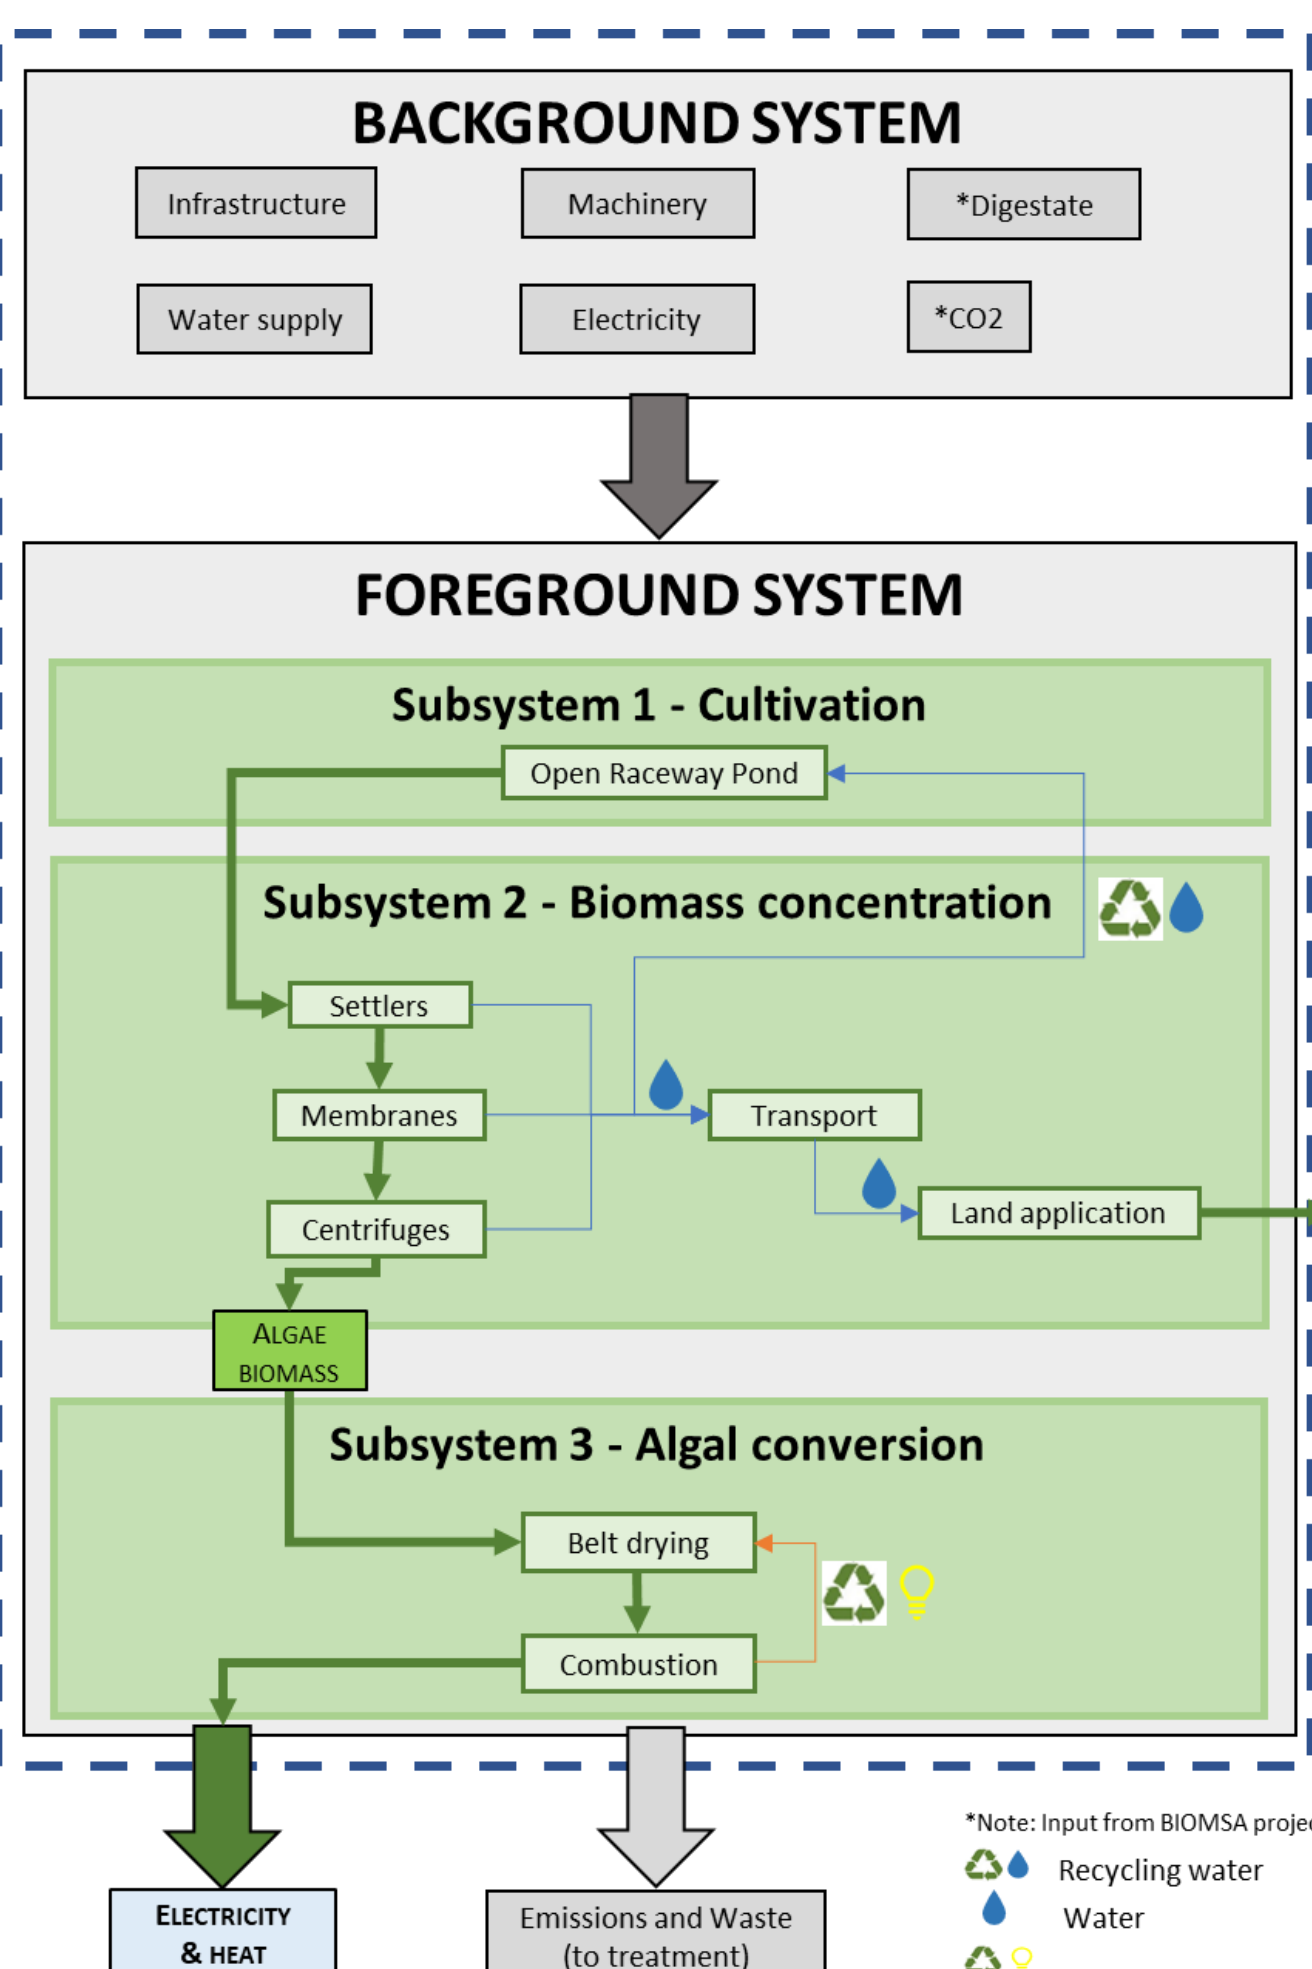 BACKGROUND SYSTEM
Infrastructure
Machinery
*Digestate
Water supply
Electricity
*CO2
FOREGROUND SYSTEM
Subsystem 1 - Cultivation
Open Raceway Pond
Subsystem 2 - Biomass concentration
Settlers
Membranes
Transport
Land application
Centrifuges
ALGAE
BIOMASS
Subsystem 3 - Algal conversion
Belt drying
Combustion
*Note: Input from BIOMSA
Recycling water
Water
ELECTRICITY
& HEAT
Emissions and Waste
(to treatment)